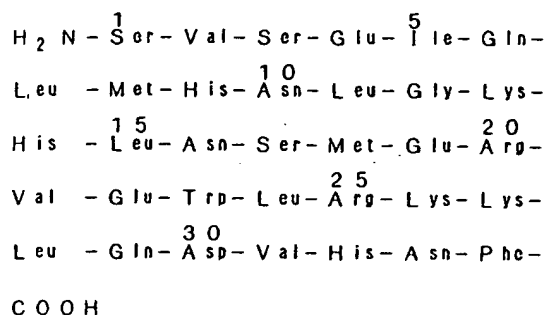 1 5
H₂N-Ser-Val-Ser-Glu-Ile-Gln-
10
Leu-Met-His-Asn-Leu-Gly-Lys-
15 20
His-Leu-Asn-Ser-Met-Glu-Arg-
25
Val-Glu-Trp-Leu-Arg-Lys-Lys-
30
Leu-Gln-Asp-Val-His-Asn-Phe-
COOH